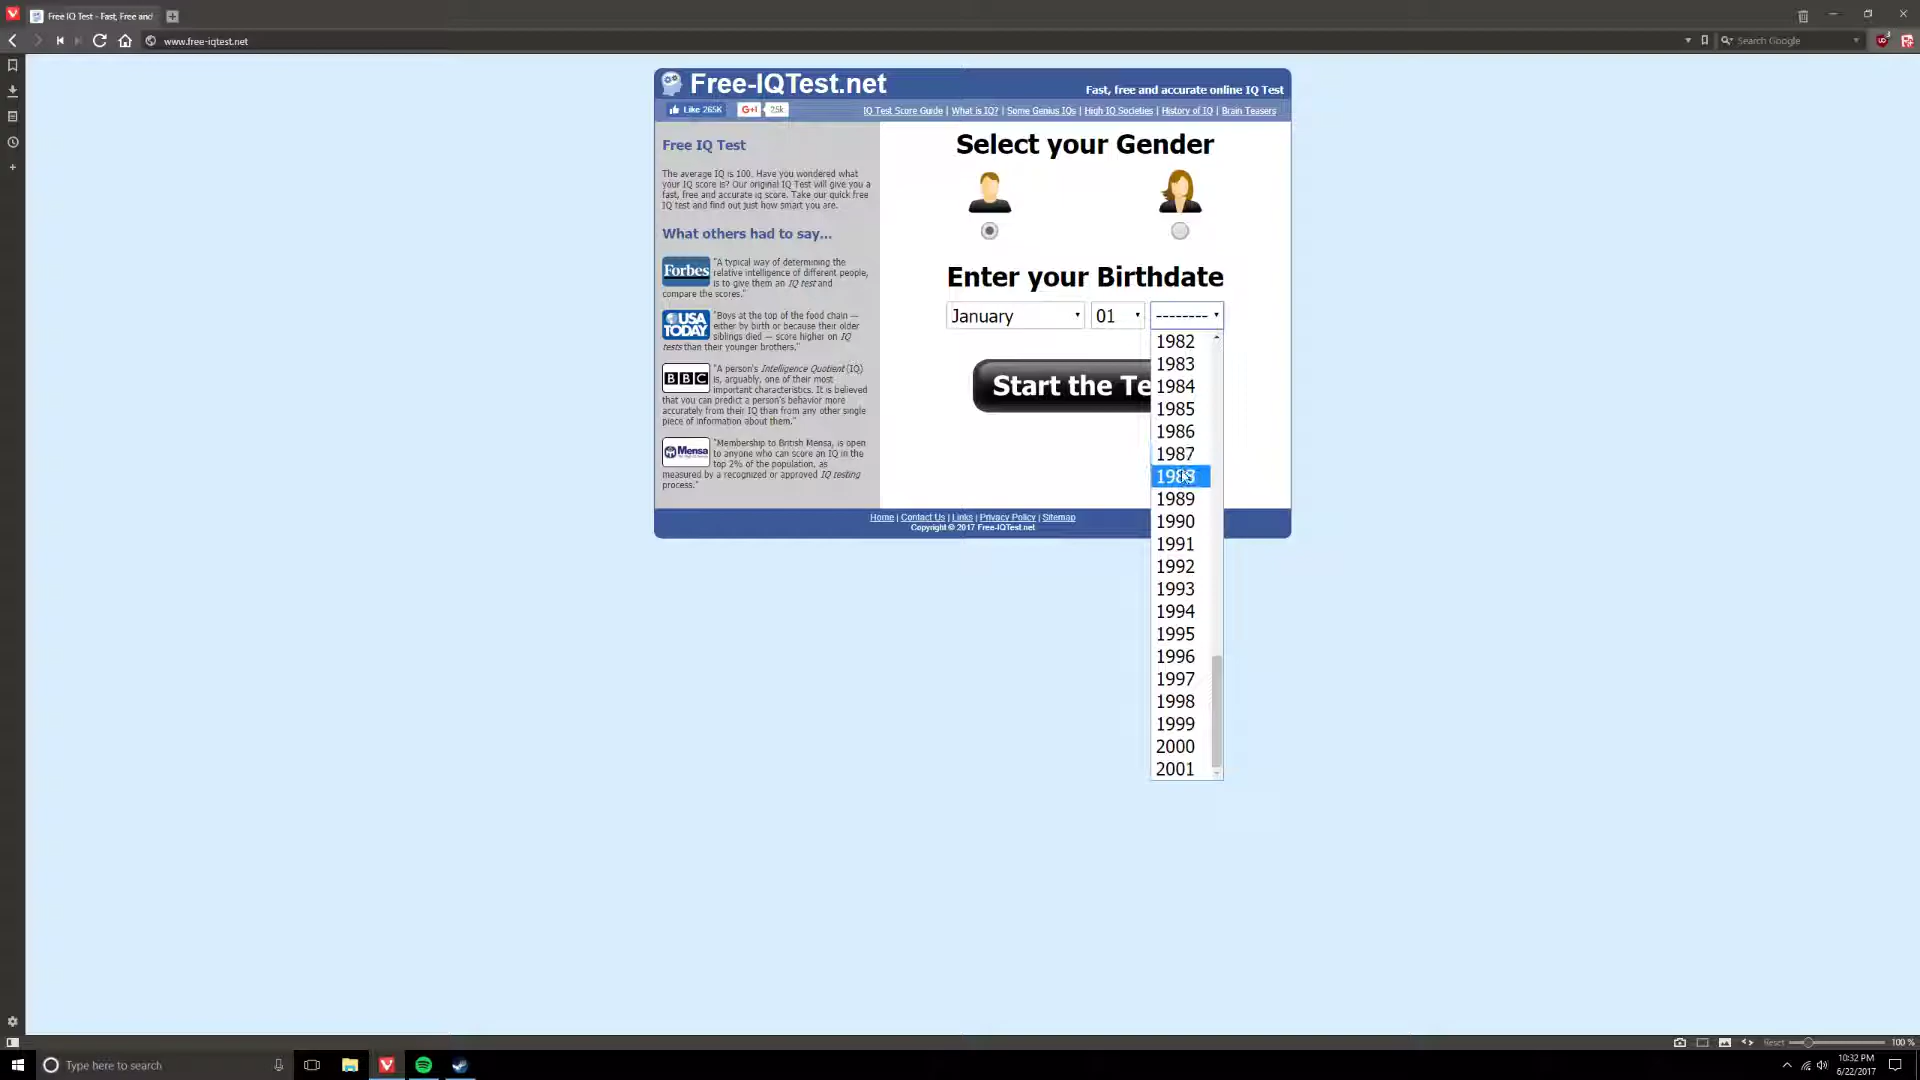 Free IQ Test - Fast, Free and
www.free-iqtest.net
Search Google
Free-IQTest.net
Fast, free and accurate online IQ Test
Like 265K
G+1
IQ Test Score Guide | What is IQ? | Some Genius IQs | High IQ Societies | History of IQ | Brain Teasers
Free IQ Test
The average IQ is 100. Have you wondered what
your IQ score is? Our original IQ Test will give you a
fast, free and accurate iq score. Take our quick free
IQ test and find out just how smart you are.
What others had to say...
Forbes
"A typical way of determining the
relative intelligence of different people,
is to give them an IQ test and
compare the scores."
USA
TODAY
"Boys at the top of the food chain —
either by birth or because their older
siblings died — score higher on IQ
tests than their younger brothers."
BBC
"A person's Intelligence Quotient (IQ)
is, arguably, one of their most
important characteristics. It is believed
that you can predict a person's behavior more
accurately from their IQ than from any other single
piece of information about them."
Mensa
"Membership to British Mensa, is open
to anyone who can score an IQ in the
top 2% of the population, as
measured by a recognized or approved IQ testing
process."
Select your Gender
Enter your Birthdate
January
01
--------
Start the Te
1982
1983
1984
1985
1986
1987
1988
1989
1990
1991
1992
1993
1994
1995
1996
1997
1998
1999
2000
2001
Home | Contact Us | Links | Privacy Policy | Sitemap
Copyright © 2017 Free-IQTest.net
Reset
100 %
Type here to search
10:32 PM
6/22/2017